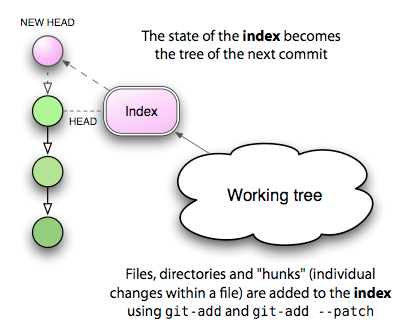 NEW HEAD
The state of the index becomes
the tree of the next commit
HEAD
Index
Working tree
Files, directories and "hunks" (individual
changes within a file) are added to the index
using git-add and git-add --patch